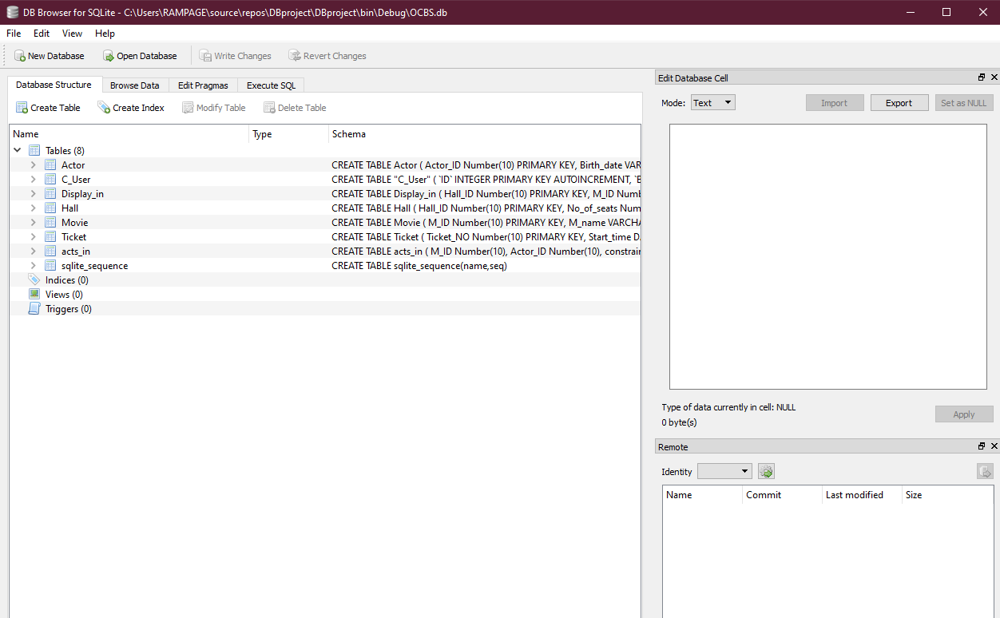 DB Browser for SQLite - C:\Users\RAMPAGE\source\repos\DBproject\DBproject\bin\Debug\OCBS.db
File Edit View Help
New Database Open Database Write Changes Revert Changes
Database Structure Browse Data Edit Pragmas Execute SQL
Create Table Create Index Modify Table Delete Table
Name Type Schema
Tables (8)
Actor CREATE TABLE Actor ( Actor_ID Number(10) PRIMARY KEY, Birth_date VAR
C_User CREATE TABLE "C_User" ( `ID` INTEGER PRIMARY KEY AUTOINCREMENT, `B
Display_in CREATE TABLE Display_in ( Hall_ID Number(10) PRIMARY KEY, M_ID Numb
Hall CREATE TABLE Hall ( Hall_ID Number(10) PRIMARY KEY, No_of_seats Num
Movie CREATE TABLE Movie ( M_ID Number(10) PRIMARY KEY, M_name VARCHA
Ticket CREATE TABLE Ticket ( Ticket_NO Number(10) PRIMARY KEY, Start_time D
acts_in CREATE TABLE acts_in ( M_ID Number(10), Actor_ID Number(10), constrain
sqlite_sequence CREATE TABLE sqlite_sequence(name,seq)
Indices (0)
Views (0)
Triggers (0)
Edit Database Cell
Mode: Text Import Export Set as NULL
Type of data currently in cell: NULL
0 byte(s)
Apply
Remote
Identity
Name Commit Last modified Size